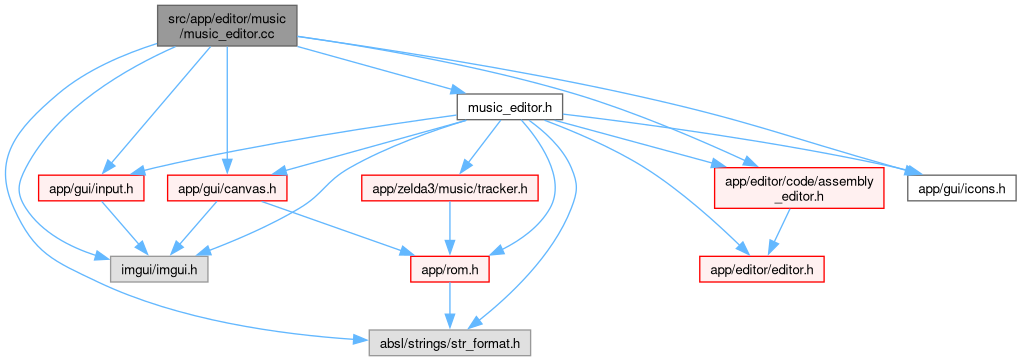 src/app/editor/music
/music_editor.cc
music_editor.h
app/gui/input.h
app/gui/canvas.h
app/zelda3/music/tracker.h
app/editor/code/assembly
_editor.h
app/gui/icons.h
imgui/imgui.h
app/rom.h
app/editor/editor.h
absl/strings/str_format.h